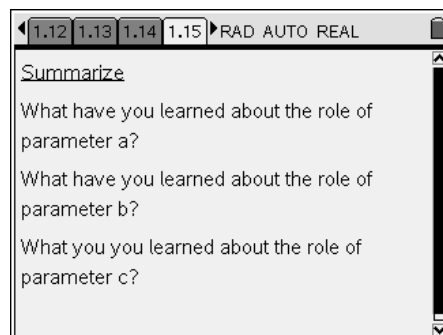 1.12 1.13 1.14 1.15 RAD AUTO REAL
Summarize
What have you learned about the role of
parameter a?
What have you learned about the role of
parameter b?
What you you learned about the role of
parameter c?